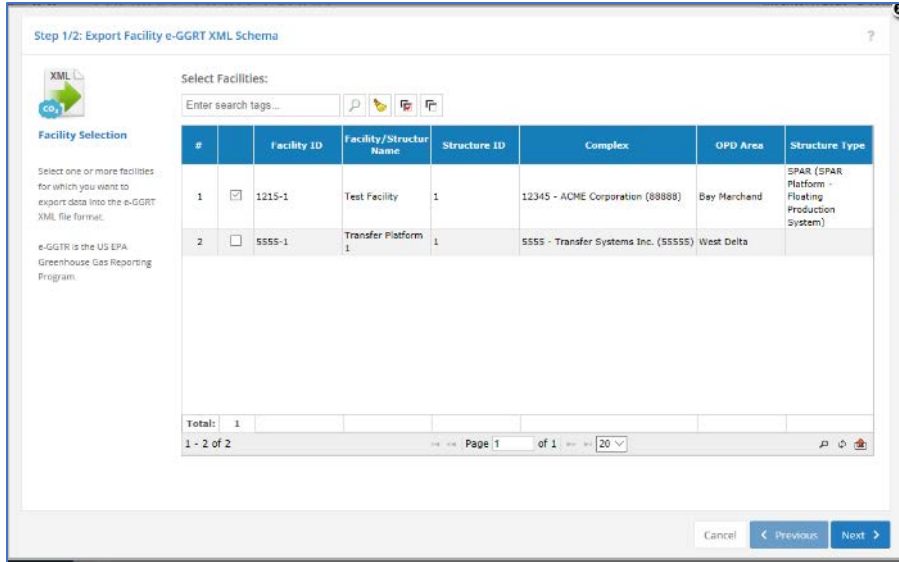 Step 1/2: Export Facility e-GGRT XML Schema
?
XML
CO₂
Facility Selection
Select one or more facilities
for which you want to
export data into the e-GGRT
XML file format.
e-GGTR is the US EPA
Greenhouse Gas Reporting
Program.
Select Facilities:
Enter search tags...
# Facility ID Facility/Structur Name Structure ID Complex OPD Area Structure Type
1 1215-1 Test Facility 1 12345 - ACME Corporation (88888) Bay Marchand SPAR (SPAR
Platform -
Floating
Production
System)
2 5555-1 Transfer Platform 1 1 5555 - Transfer Systems Inc. (55555) West Delta
Total: 1
1 - 2 of 2 Page 1 of 1 20
Cancel Previous Next